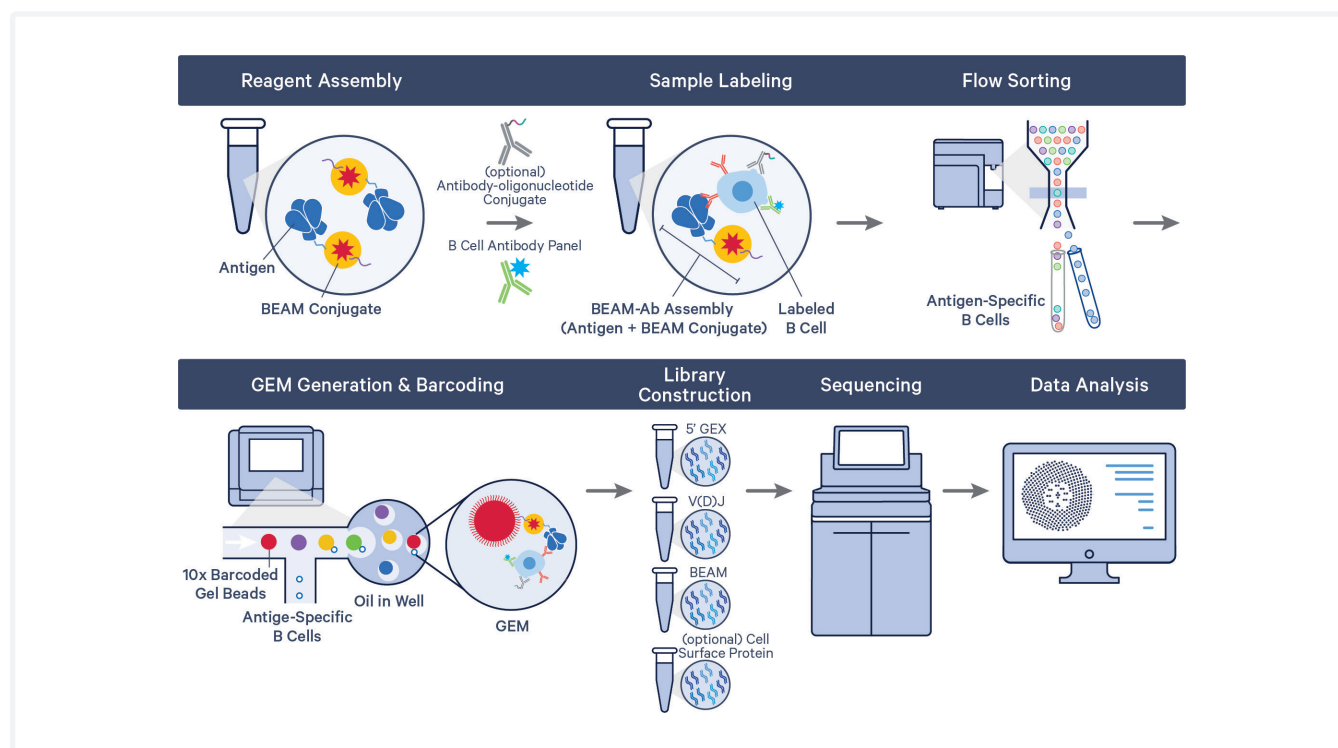 Reagent Assembly
Sample Labeling
Flow Sorting
(optional)
Antibody-oligonucleotide
Conjugate
B Cell Antibody Panel
Antigen
BEAM Conjugate
BEAM-Ab Assembly
(Antigen + BEAM Conjugate)
Labeled
B Cell
Antigen-Specific
B Cells
GEM Generation & Barcoding
Library
Construction
Sequencing
Data Analysis
10x Barcoded
Gel Beads
Antige-Specific
B Cells
Oil in Well
GEM
5' GEX
V(D)J
BEAM
(optional) Cell
Surface Protein